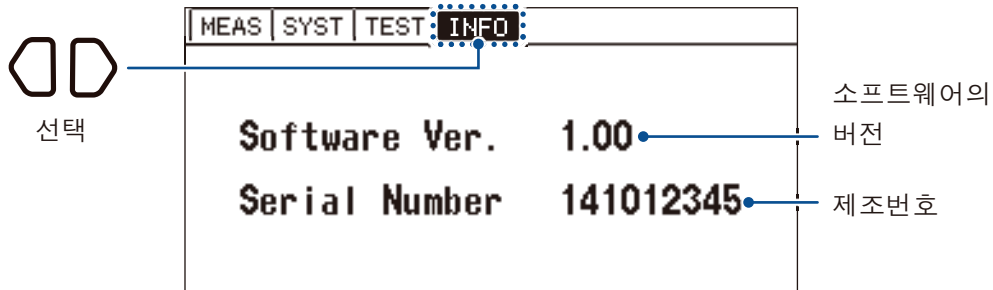 MEAS SYST TEST INFO
선택
Software Ver. 1.00
Serial Number 141012345
소프트웨어의
버전
제조번호